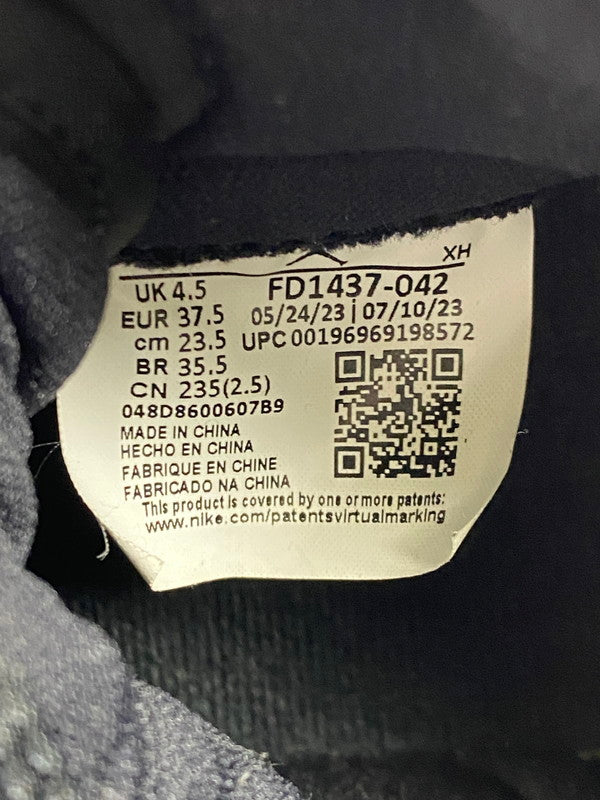 XH
UK 4.5 FD1437-042
EUR 37.5 05/24/23 | 07/10/23
cm 23.5 UPC00196969198572
BR 35.5
CN 235(2.5)
048D8600607B9
MADE IN CHINA
HECHO EN CHINA
FABRIQUE EN CHINE
FABRICADO NA CHINA
This product is covered by one or more patents:
www.nike.com/patentsvirtualmarking